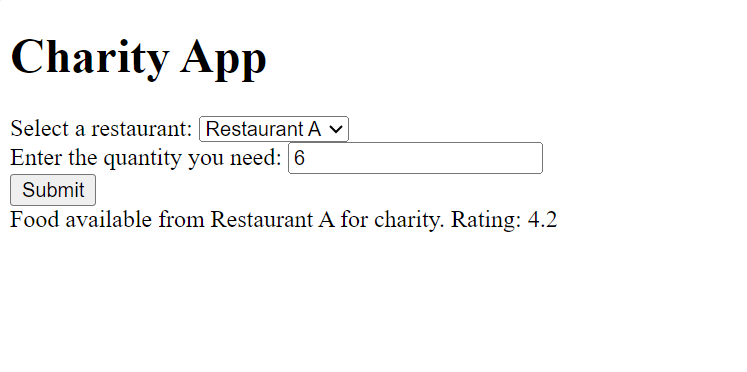 Charity App
Select a restaurant: Restaurant A
Enter the quantity you need: 6
Submit
Food available from Restaurant A for charity. Rating: 4.2